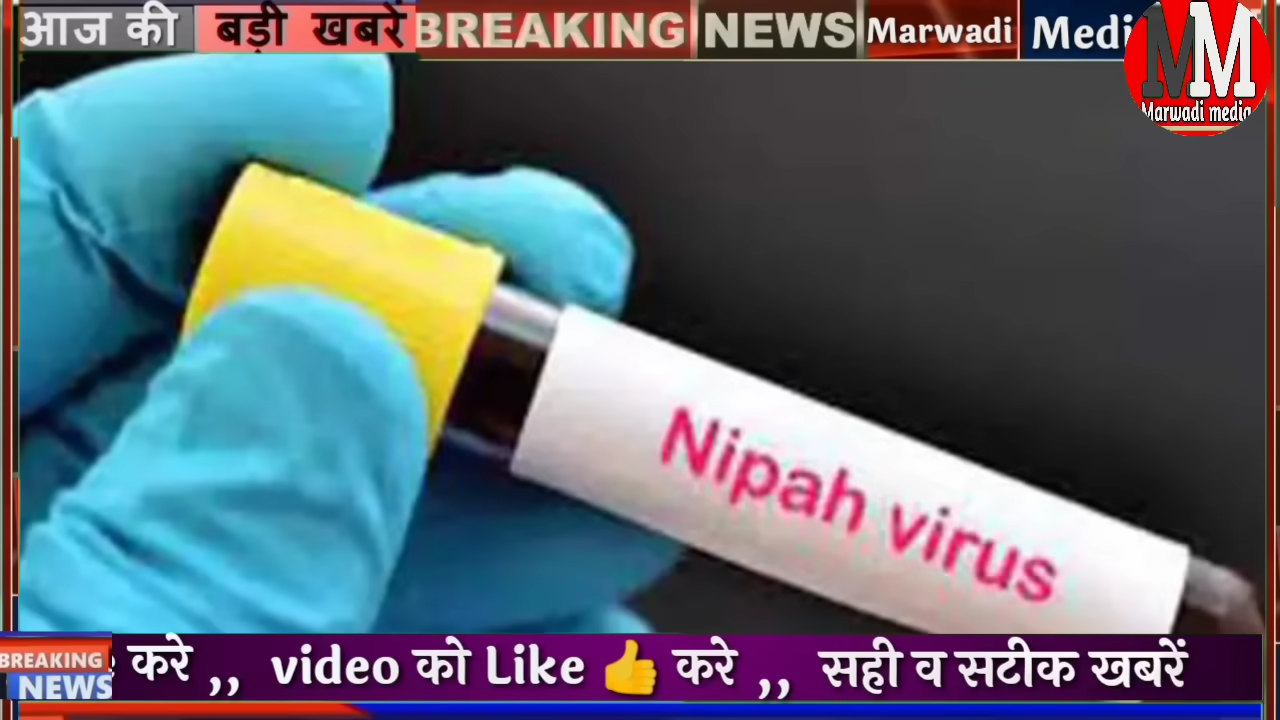 आज की बड़ी खबरें BREAKING NEWS Marwadi
MM
Marwadi media
Nipah virus
BREAKING
NEWS
करे ,, video को Like 👍 करे ,, सही व सटीक खबरें